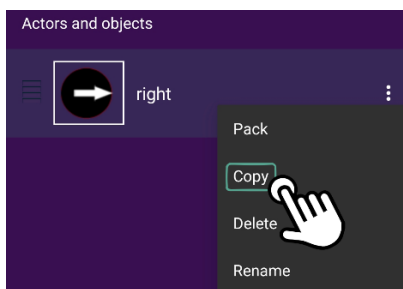 Actors and objects
right
Pack
Copy
Delete
Rename